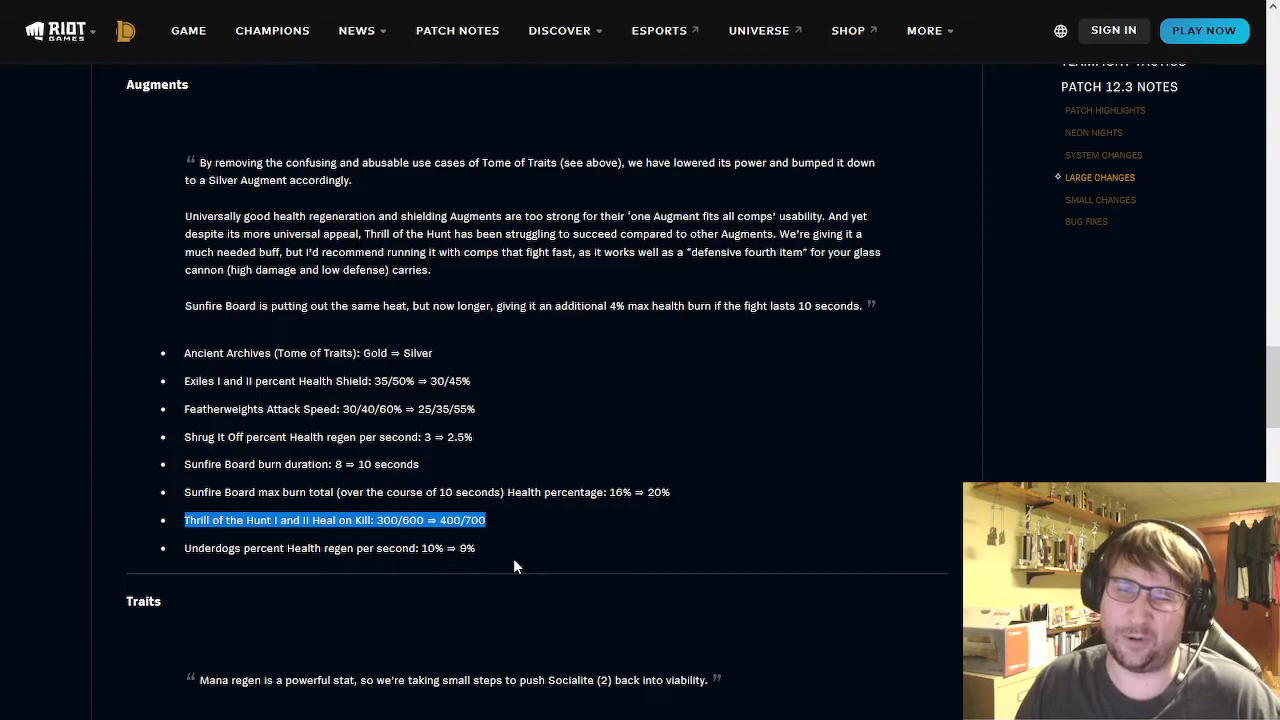 RIOT GAMES
GAME CHAMPIONS NEWS PATCH NOTES DISCOVER ESPORTS UNIVERSE SHOP MORE SIGN IN PLAY NOW
TEAMFIGHT TACTICS
PATCH 12.3 NOTES
PATCH HIGHLIGHTS
NEON NIGHTS
SYSTEM CHANGES
LARGE CHANGES
SMALL CHANGES
BUG FIXES
Augments
“ By removing the confusing and abusable usecases of Tome of Traits (see above), we have lowered its power and bumped it down
to a Silver Augment accordingly.
Universally good health regeneration and shielding Augments are too strong for their ‘one Augment fits all comps’ usability. And yet
despite its more universal appeal, Thrill of the Hunt has been struggling to succeed compared to other Augments. We’re giving it a
much needed buff, but I’d recommend running it with comps that fight fast, as it works well as a “defensive fourth item” for your glass
cannon (high damage and low defense) carries.
Sunfire Board is putting out the same heat, but now longer, giving it an additional 4% max health burn if the fight lasts 10 seconds. ”
• Ancient Archives (Tome of Traits): Gold ⇒ Silver
• Exiles I and II percent Health Shield: 35/50% ⇒ 30/45%
• Featherweights Attack Speed: 30/40/60% ⇒ 25/35/55%
• Shrug It Off percent Health regen per second: 3 ⇒ 2.5%
• Sunfire Board burn duration: 8 ⇒ 10 seconds
• Sunfire Board max burn total (over the course of 10 seconds) Health percentage: 16% ⇒ 20%
• Thrill of the Hunt I and II Heal on Kill: 300/600 ⇒ 400/700
• Underdogs percent Health regen per second: 10% ⇒ 9%
Traits
“ Mana regen is a powerful stat, so we’re taking small steps to push Socialite (2) back into viability. ”